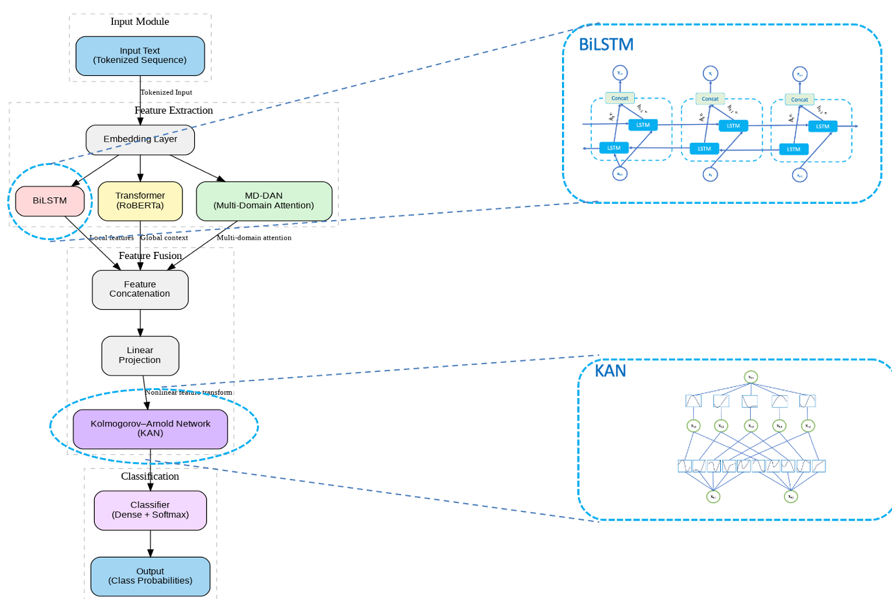 Input Module
Input Text
(Tokenized Sequence)
Tokenized Input
Feature Extraction
Embedding Layer
BiLSTM
Transformer
(RoBERTa)
MD-DAN
(Multi-Domain Attention)
Local features
Global context
Multi-domain attention
Feature Fusion
Feature
Concatenation
Linear
Projection
Nonlinear feature transform
Kolmogorov–Arnold Network
(KAN)
Classification
Classifier
(Dense + Softmax)
Output
(Class Probabilities)
BiLSTM
Concat
Concat
Concat
LSTM
LSTM
LSTM
LSTM
LSTM
LSTM
KAN